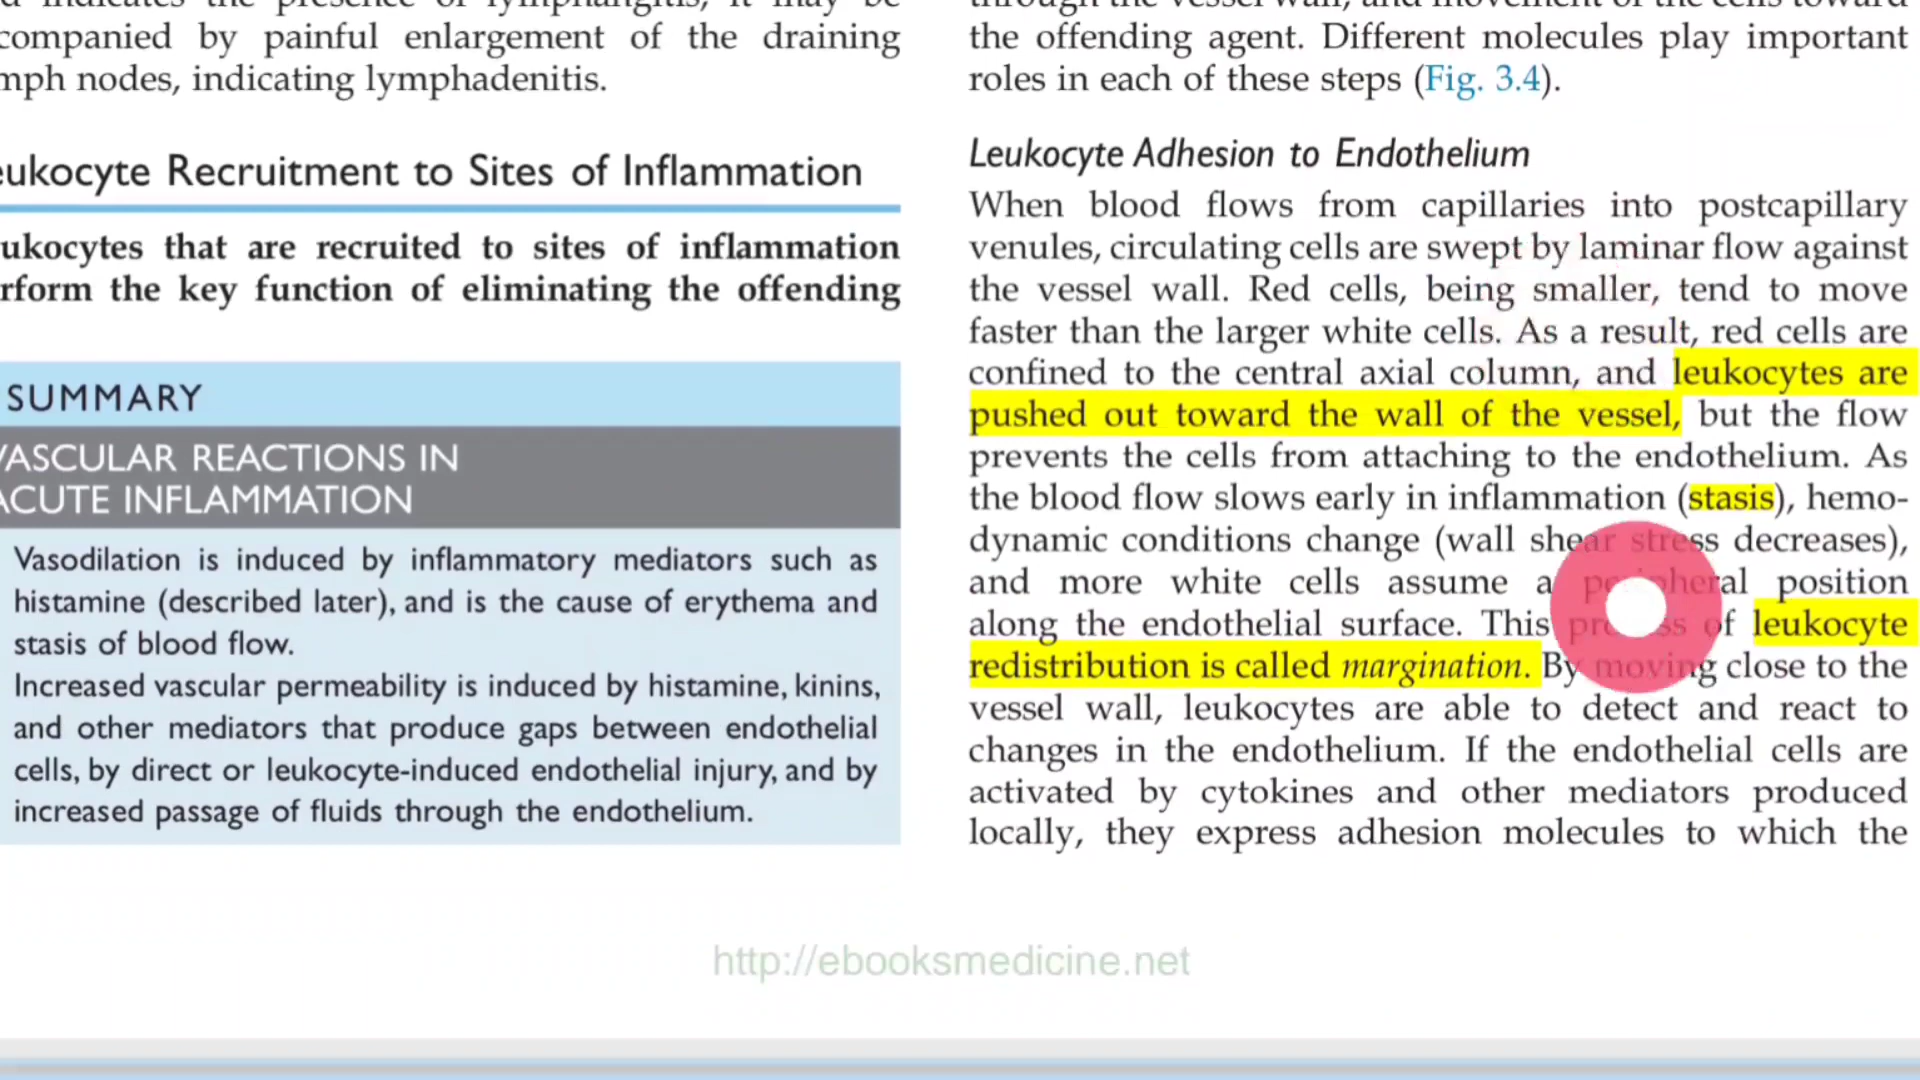 companied by painful enlargement of the draining
mph nodes, indicating lymphadenitis.
eukocyte Recruitment to Sites of Inflammation
ukocytes that are recruited to sites of inflammation
rform the key function of eliminating the offending
SUMMARY
VASCULAR REACTIONS IN
ACUTE INFLAMMATION
Vasodilation is induced by inflammatory mediators such as
histamine (described later), and is the cause of erythema and
stasis of blood flow.
Increased vascular permeability is induced by histamine, kinins,
and other mediators that produce gaps between endothelial
cells, by direct or leukocyte-induced endothelial injury, and by
increased passage of fluids through the endothelium.
through the vessel wall, and movement of the cells toward
the offending agent. Different molecules play important
roles in each of these steps (Fig. 3.4).
Leukocyte Adhesion to Endothelium
When blood flows from capillaries into postcapillary
venules, circulating cells are swept by laminar flow against
the vessel wall. Red cells, being smaller, tend to move
faster than the larger white cells. As a result, red cells are
confined to the central axial column, and leukocytes are
pushed out toward the wall of the vessel, but the flow
prevents the cells from attaching to the endothelium. As
the blood flow slows early in inflammation (stasis), hemo-
dynamic conditions change (wall shear stress decreases),
and more white cells assume a peripheral position
along the endothelial surface. This process of leukocyte
redistribution is called margination. By moving close to the
vessel wall, leukocytes are able to detect and react to
changes in the endothelium. If the endothelial cells are
activated by cytokines and other mediators produced
locally, they express adhesion molecules to which the
http://ebooksmedicine.net